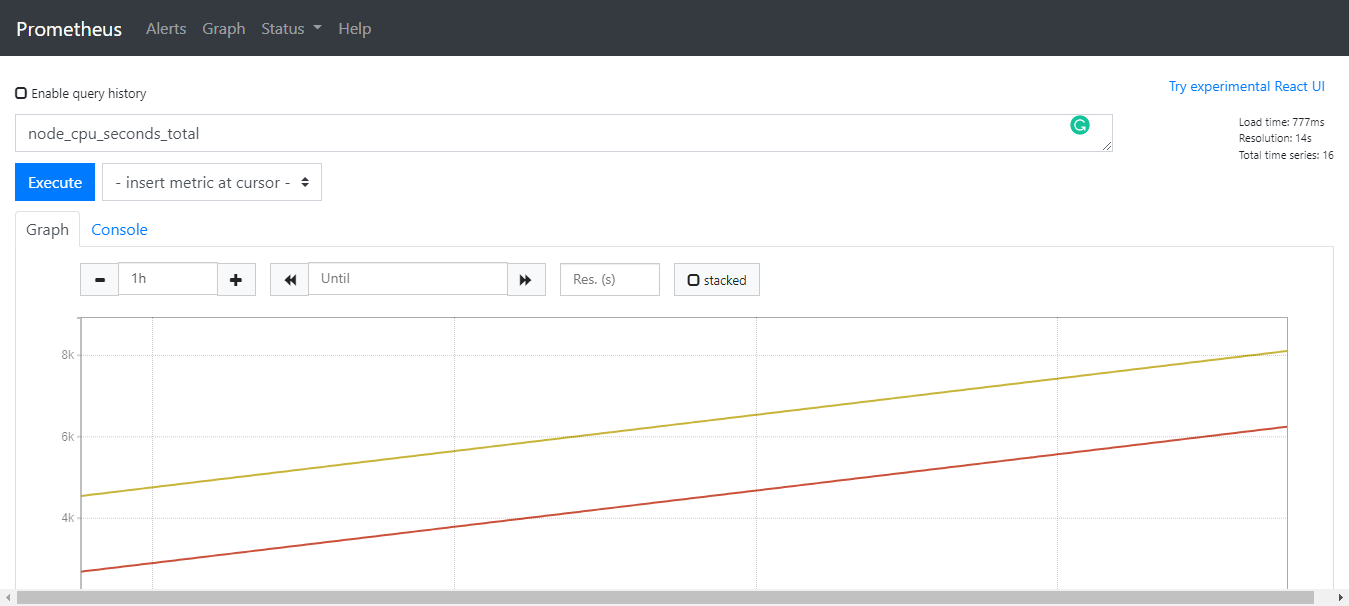 Prometheus Alerts Graph Status Help
Try experimental React UI
Enable query history
node_cpu_seconds_total
Load time: 777ms
Resolution: 14s
Total time series: 16
Execute - insert metric at cursor -
Graph Console
1h Until Res. (s) stacked
8k
6k
4k